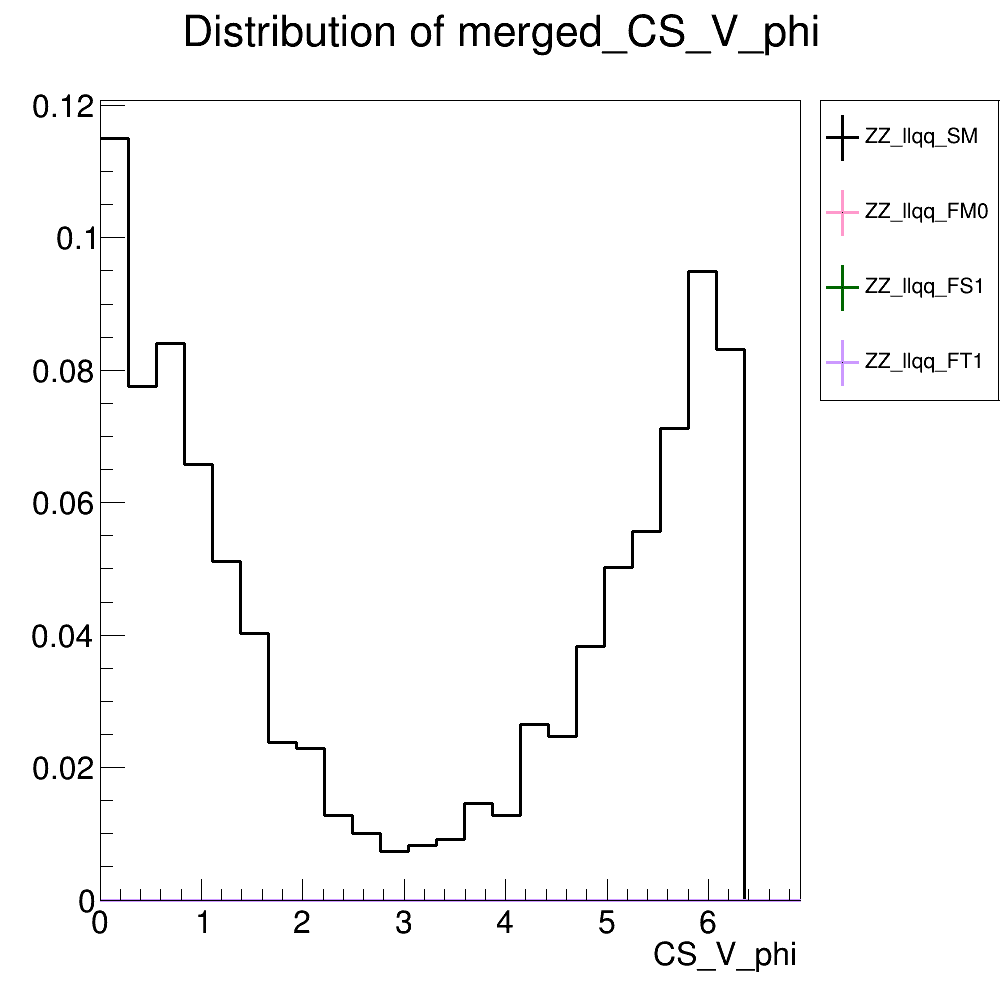 Distribution of merged_CS_V_phi
0.12
0.1
0.08
0.06
0.04
0.02
0
0 1 2 3 4 5 6
CS_V_phi
ZZ_llqq_SM
ZZ_llqq_FM0
ZZ_llqq_FS1
ZZ_llqq_FT1